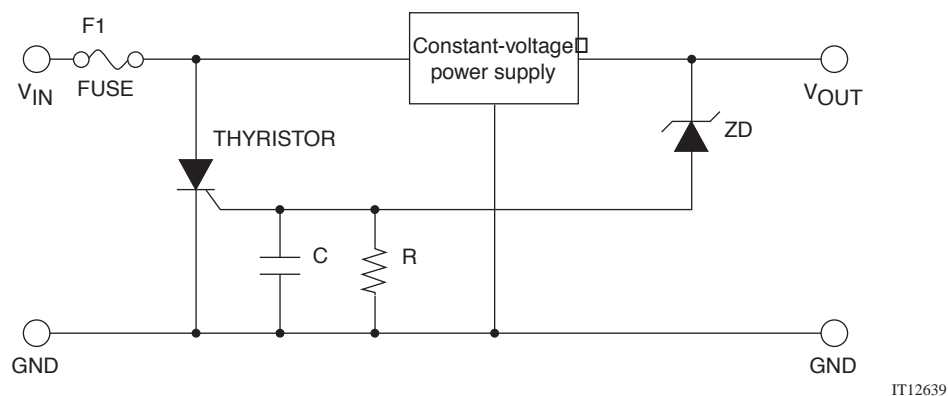 F1
FUSE
VIN
Constant-voltage
power supply
VOUT
THYRISTOR
ZD
C
R
GND
GND
IT12639